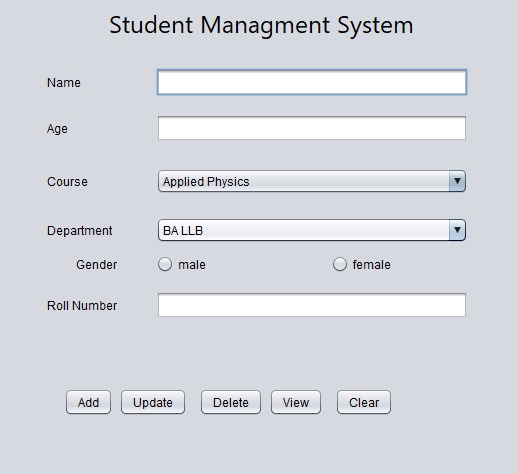 Student Managment System
Name
Age
Course Applied Physics
Department BA LLB
Gender male female
Roll Number
Add Update Delete View Clear